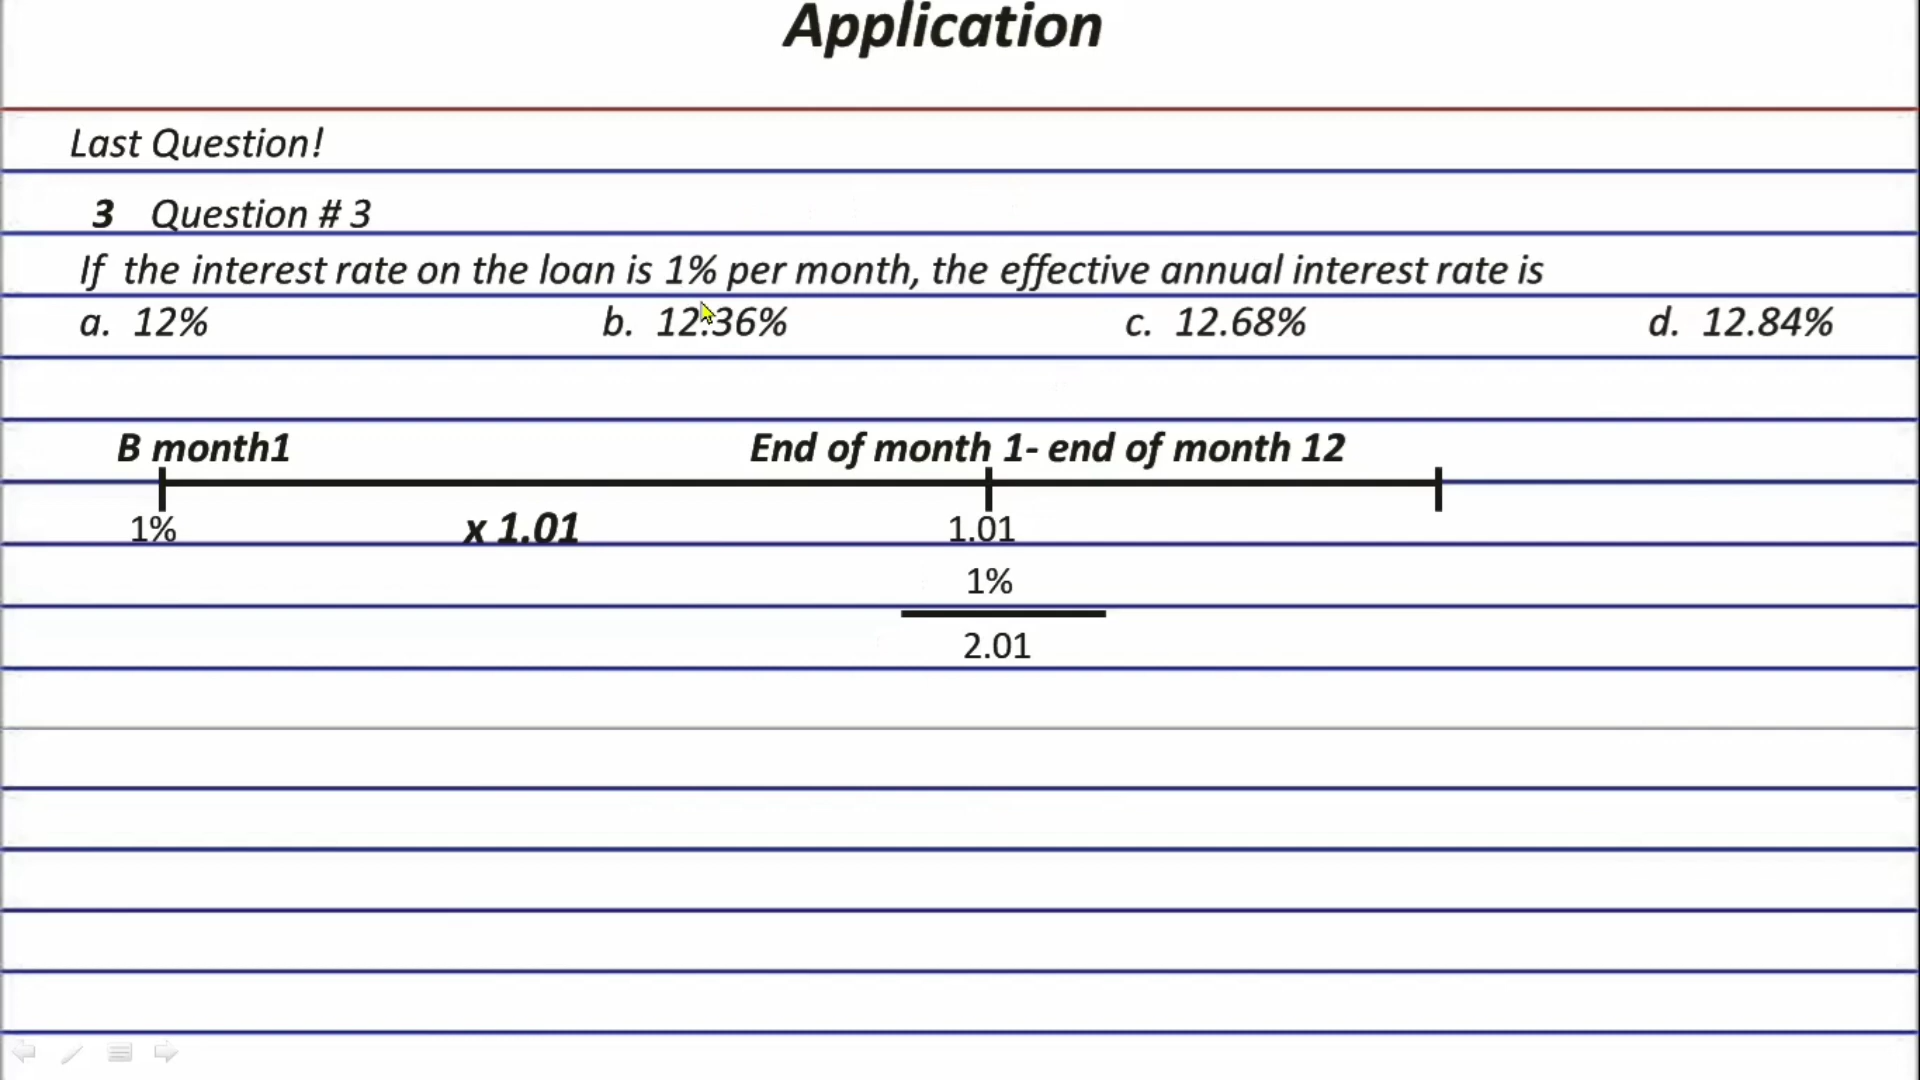 Application
Last Question!
3 Question # 3
If the interest rate on the loan is 1% per month, the effective annual interest rate is
a. 12% b. 12.36% c. 12.68% d. 12.84%
B month1 End of month 1- end of month 12
1% x 1.01 1.01
1%
2.01